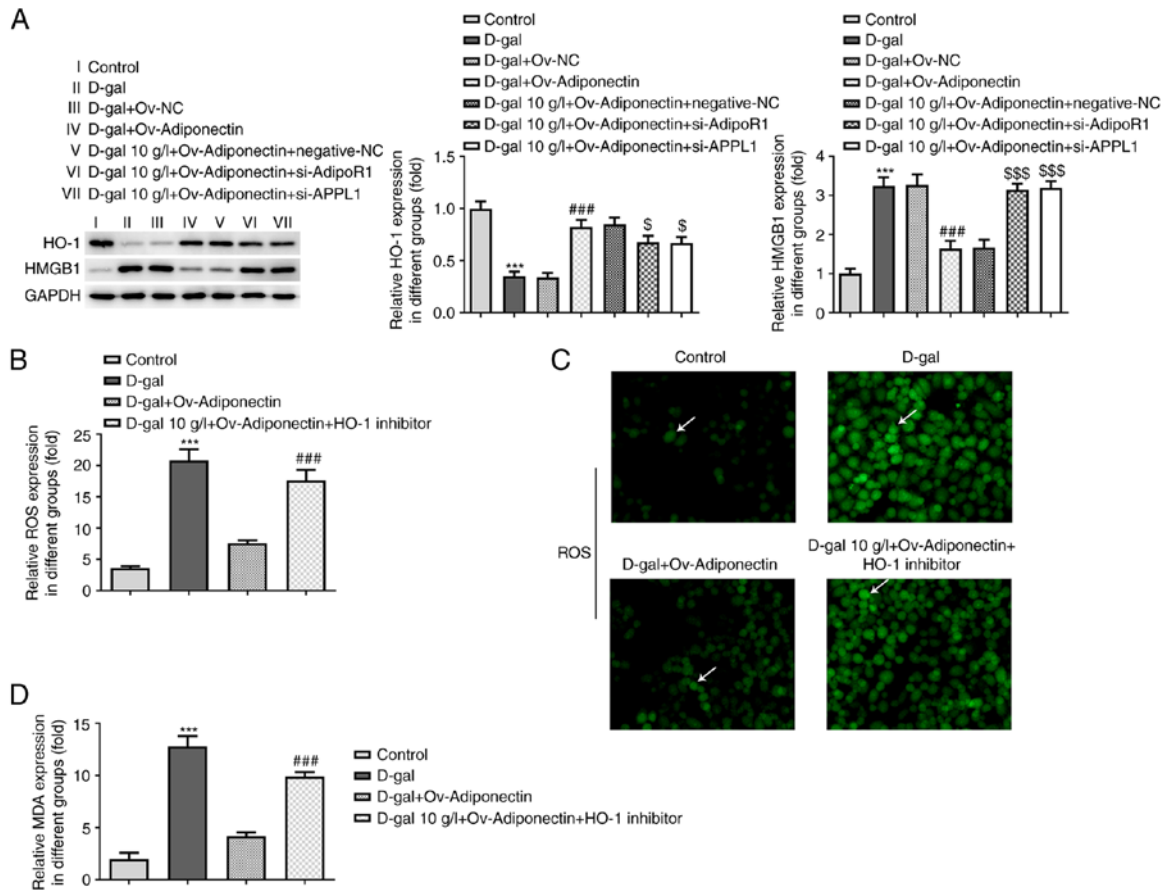 A
I Control
II D-gal
III D-gal+Ov-NC
IV D-gal+Ov-Adiponectin
V D-gal 10 g/l+Ov-Adiponectin+negative-NC
VI D-gal 10 g/l+Ov-Adiponectin+si-AdipoR1
VII D-gal 10 g/l+Ov-Adiponectin+si-APPL1
I II III IV V VI VII
HO-1
HMGB1
GAPDH
Control
D-gal
D-gal+Ov-NC
D-gal+Ov-Adiponectin
D-gal 10 g/l+Ov-Adiponectin+negative-NC
D-gal 10 g/l+Ov-Adiponectin+si-AdipoR1
D-gal 10 g/l+Ov-Adiponectin+si-APPL1
Relative HO-1 expression
in different groups (fold)
1.5
1.0
0.5
0.0
***
###
$
$
Control
D-gal
D-gal+Ov-NC
D-gal+Ov-Adiponectin
D-gal 10 g/l+Ov-Adiponectin+negative-NC
D-gal 10 g/l+Ov-Adiponectin+si-AdipoR1
D-gal 10 g/l+Ov-Adiponectin+si-APPL1
Relative HMGB1 expression
in different groups (fold)
4
3
2
1
0
***
###
$$$
$$$
B
Control
D-gal
D-gal+Ov-Adiponectin
D-gal 10 g/l+Ov-Adiponectin+HO-1 inhibitor
Relative ROS expression
in different groups (fold)
25
20
15
10
5
0
***
###
C
Control
D-gal
ROS
D-gal+Ov-Adiponectin
D-gal 10 g/l+Ov-Adiponectin+
HO-1 inhibitor
D
Relative MDA expression
in different groups (fold)
15
10
5
0
***
###
Control
D-gal
D-gal+Ov-Adiponectin
D-gal 10 g/l+Ov-Adiponectin+HO-1 inhibitor